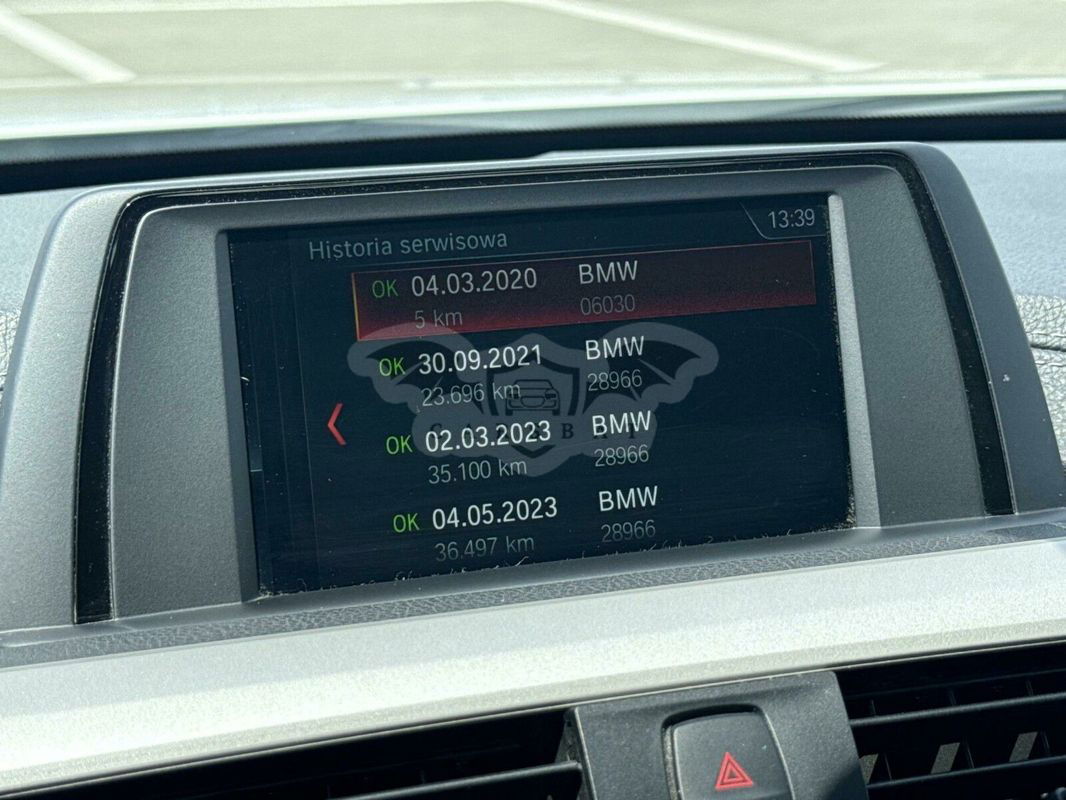 13:39
Historia serwisowa
OK 04.03.2020 BMW
5 km 06030
OK 30.09.2021 BMW
23.696 km 28966
OK 02.03.2023 BMW
35.100 km 28966
OK 04.05.2023 BMW
36.497 km 28966